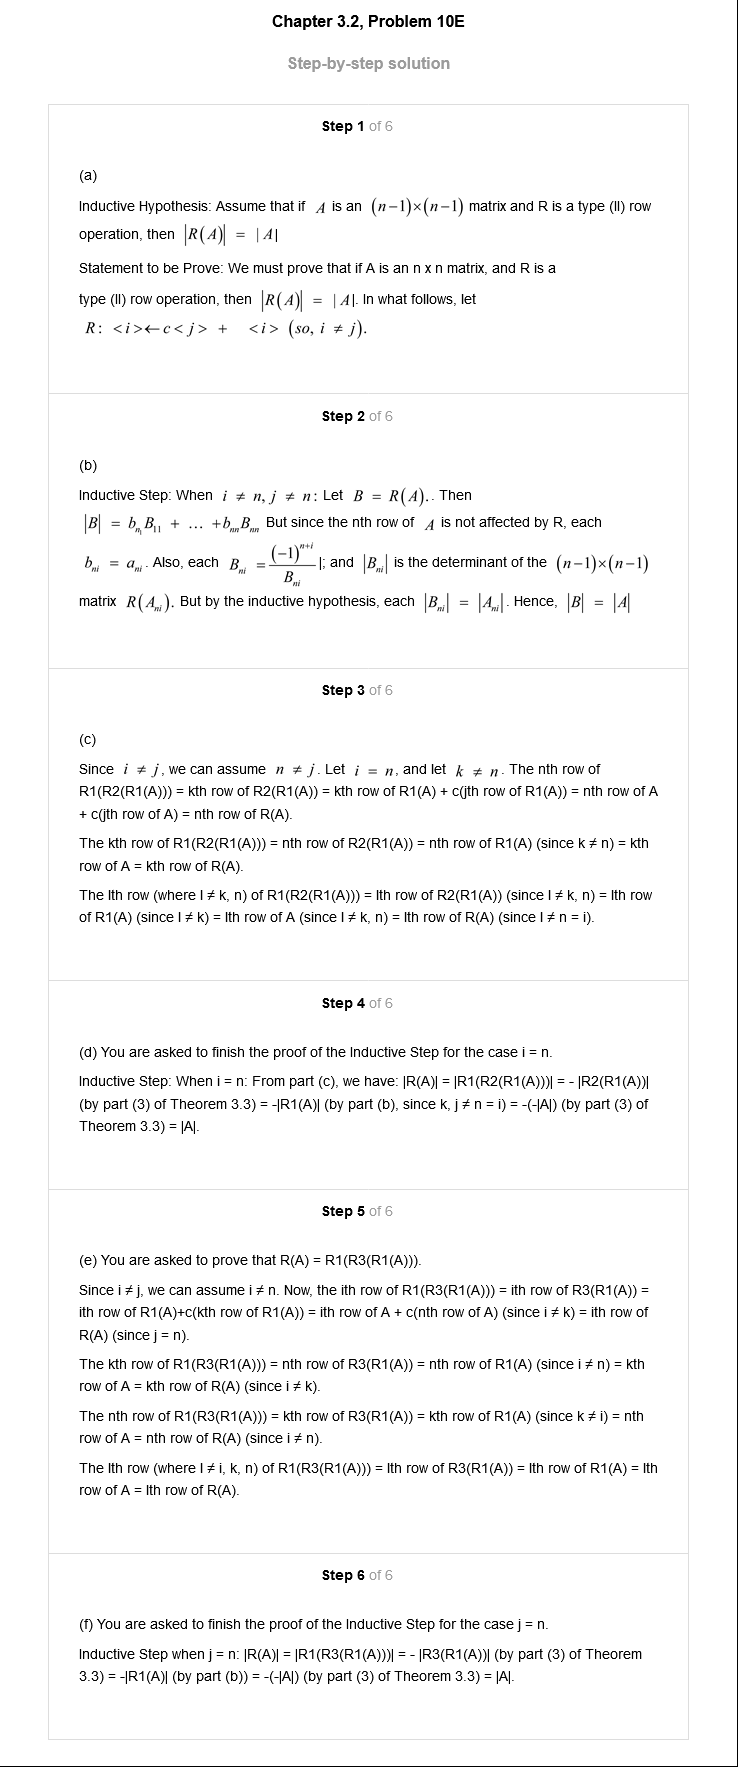 Chapter 3.2, Problem 10E
Step-by-step solution
Step 1 of 6
(a)
Inductive Hypothesis: Assume that if A is an (n−1)×(n−1) matrix and R is a type (II) row
operation, then |R(A)| = |A|
Statement to be Prove: We must prove that if A is an n x n matrix, and R is a
type (II) row operation, then |R(A)| = |A|. In what follows, let
R: <i>←c<j> + <i> (so, i ≠ j).
Step 2 of 6
(b)
Inductive Step: When i ≠ n, j ≠ n: Let B = R(A).. Then
|B| = b_{n_1}B_{11} + ... +b_{nn}B_{nn} But since the nth row of A is not affected by R, each
b_{ni} = a_{ni}. Also, each B_{ni} = \frac{(−1)^{n+i}}{B_{ni}}|; and |B_{ni}| is the determinant of the (n−1)×(n−1)
matrix R(A_{ni}). But by the inductive hypothesis, each |B_{ni}| = |A_{ni}|. Hence, |B| = |A|
Step 3 of 6
(c)
Since i ≠ j, we can assume n ≠ j. Let i = n, and let k ≠ n. The nth row of
R1(R2(R1(A))) = kth row of R2(R1(A)) = kth row of R1(A) + c(jth row of R1(A)) = nth row of A
+ c(jth row of A) = nth row of R(A).
The kth row of R1(R2(R1(A))) = nth row of R2(R1(A)) = nth row of R1(A) (since k ≠ n) = kth
row of A = kth row of R(A).
The lth row (where l ≠ k, n) of R1(R2(R1(A))) = lth row of R2(R1(A)) (since l ≠ k, n) = lth row
of R1(A) (since l ≠ k) = lth row of A (since l ≠ k, n) = lth row of R(A) (since l ≠ n = i).
Step 4 of 6
(d) You are asked to finish the proof of the Inductive Step for the case i = n.
Inductive Step: When i = n: From part (c), we have: |R(A)| = |R1(R2(R1(A)))| = - |R2(R1(A))|
(by part (3) of Theorem 3.3) = -|R1(A)| (by part (b), since k, j ≠ n = i) = -(-|A|) (by part (3) of
Theorem 3.3) = |A|.
Step 5 of 6
(e) You are asked to prove that R(A) = R1(R3(R1(A))).
Since i ≠ j, we can assume i ≠ n. Now, the ith row of R1(R3(R1(A))) = ith row of R3(R1(A)) =
ith row of R1(A)+c(kth row of R1(A)) = ith row of A + c(nth row of A) (since i ≠ k) = ith row of
R(A) (since j = n).
The kth row of R1(R3(R1(A))) = nth row of R3(R1(A)) = nth row of R1(A) (since i ≠ n) = kth
row of A = kth row of R(A) (since i ≠ k).
The nth row of R1(R3(R1(A))) = kth row of R3(R1(A)) = kth row of R1(A) (since k ≠ i) = nth
row of A = nth row of R(A) (since i ≠ n).
The lth row (where l ≠ i, k, n) of R1(R3(R1(A))) = lth row of R3(R1(A)) = lth row of R1(A) = lth
row of A = lth row of R(A).
Step 6 of 6
(f) You are asked to finish the proof of the Inductive Step for the case j = n.
Inductive Step when j = n: |R(A)| = |R1(R3(R1(A)))| = - |R3(R1(A))| (by part (3) of Theorem
3.3) = -|R1(A)| (by part (b)) = -(-|A|) (by part (3) of Theorem 3.3) = |A|.